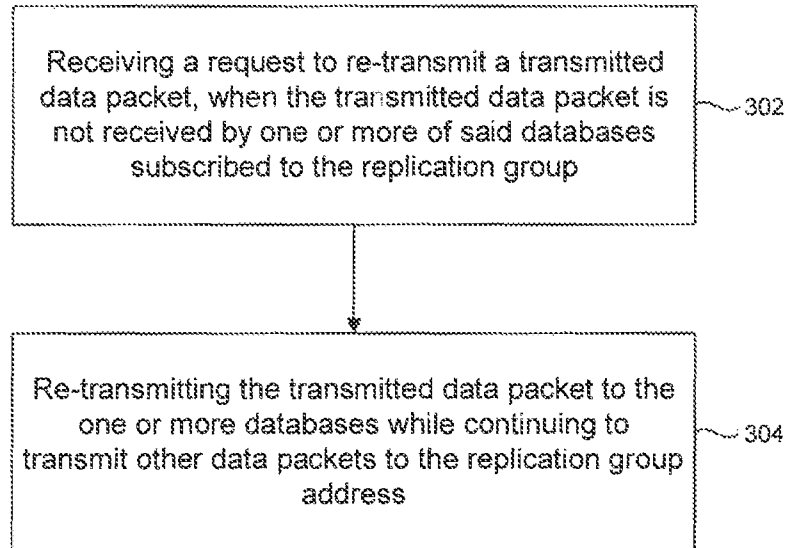 Receiving a request to re-transmit a transmitted
data packet, when the transmitted data packet is
not received by one or more of said databases
subscribed to the replication group
302
Re-transmitting the transmitted data packet to the
one or more databases while continuing to
transmit other data packets to the replication group
address
304